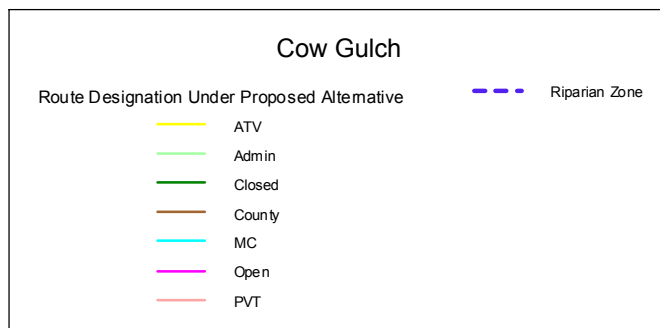 Cow Gulch
Route Designation Under Proposed Alternative
Riparian Zone
ATV
Admin
Closed
County
MC
Open
PVT